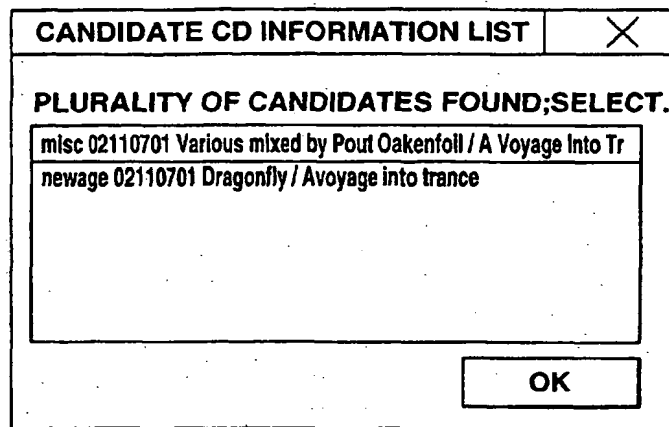 CANDIDATE CD INFORMATION LIST
PLURALITY OF CANDIDATES FOUND;SELECT.
misc 02110701 Various mixed by Pout Oakenfoil / A Voyage Into Tr
newage 02110701 Dragonfly / Avoyage into trance
OK